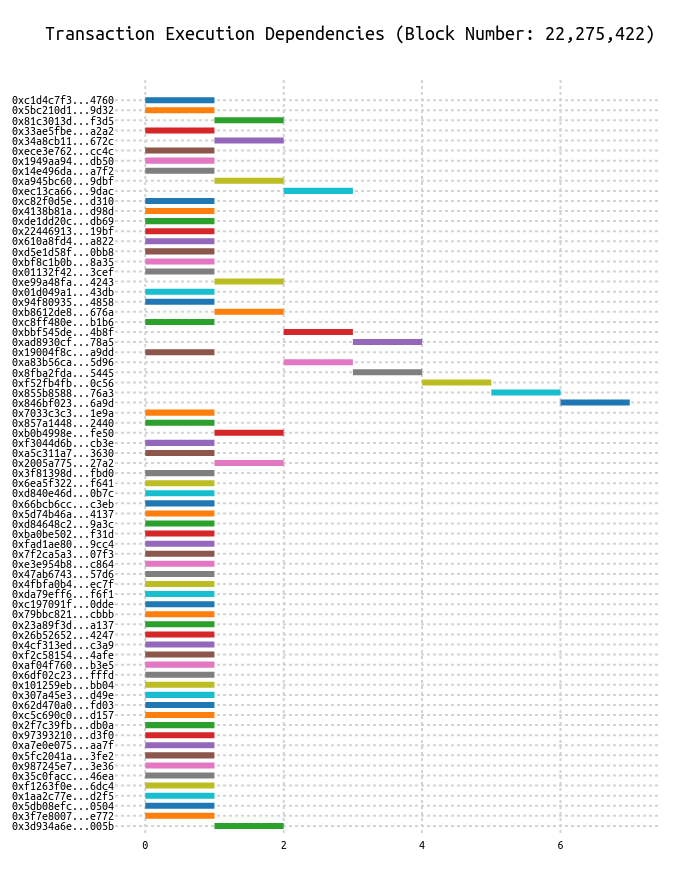 Transaction Execution Dependencies (Block Number: 22,275,422)
0xc1d4c7f3...4760
0x5bc210d1...9d32
0x81c3013d...f3d5
0x33ae5fbe...a2a2
0x34a8cb11...672c
0xece3e762...cc4c
0x1949aa94...db50
0x14e496da...a7f2
0xa945bc60...9dbf
0xec13ca66...9dac
0xc82f0d5e...d310
0x4138b81a...d98d
0xde1dd20c...db69
0x22446913...19bf
0x610a8fd4...a822
0xd5e1d58f...0bb8
0xbf8c1b0b...8a35
0x01132f42...3cef
0xe99a48fa...4243
0x01d049a1...43db
0x94f80935...4858
0xb8612de8...676a
0xc8ff480e...b1b6
0xbbf545de...4b8f
0xad8930cf...78a5
0x19004f8c...a9dd
0xa83b56ca...5d96
0x8fba2fda...5445
0xf52fb4fb...0c56
0x855b8588...76a3
0x846bf023...6a9d
0x7033c3c3...1e9a
0x857a1448...2440
0xb0b4998e...fe50
0xf3044d6b...cb3e
0xa5c311a7...3630
0x2005a775...27a2
0x3f81398d...fbd0
0x6ea5f322...f641
0xd840e46d...0b7c
0x66bcb6cc...c3eb
0x5d74b46a...4137
0xd84648c2...9a3c
0xba0be502...f31d
0xfad1ae80...9cc4
0x7f2ca5a3...07f3
0xe3e954b8...c864
0x47ab6743...57d6
0x4fbfa0b4...ec7f
0xda79eff6...f6f1
0xc197091f...0dde
0x79bbc821...cbbb
0x23a89f3d...a137
0x26b52652...4247
0x4cf313ed...c3a9
0xf2c58154...4afe
0xaf04f760...b3e5
0x6df02c23...fffd
0x101259eb...bb04
0x307a45e3...d49e
0x62d470a0...fd03
0xc5c690c0...d157
0x2f7c39fb...db0a
0x97393210...d3f0
0xa7e0e075...aa7f
0x5fc2041a...3fe2
0x987245e7...3e36
0x35c0facc...46ea
0xf1263f0e...6dc4
0x1aa2c77e...d2f5
0x5db08efc...0504
0x3f7e8007...e772
0x3d934a6e...005b
0 2 4 6